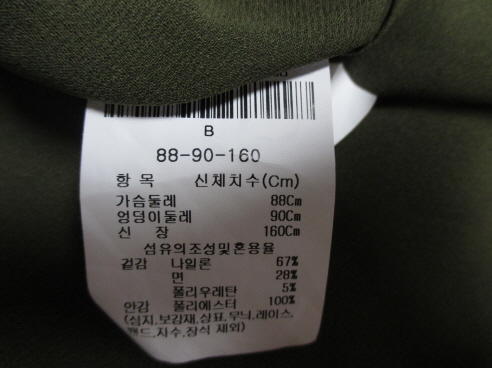 B
88-90-160
항 목 신체치수(Cm)
가슴둘레 88Cm
엉덩이둘레 90Cm
신 장 160Cm
섬유의조성및혼용율
겉감 나일론 67%
면 28%
폴리우레탄 5%
안감 폴리에스터 100%
(심지,보강재,상표,무늬,레이스,
밴드,자수,장식 제외)